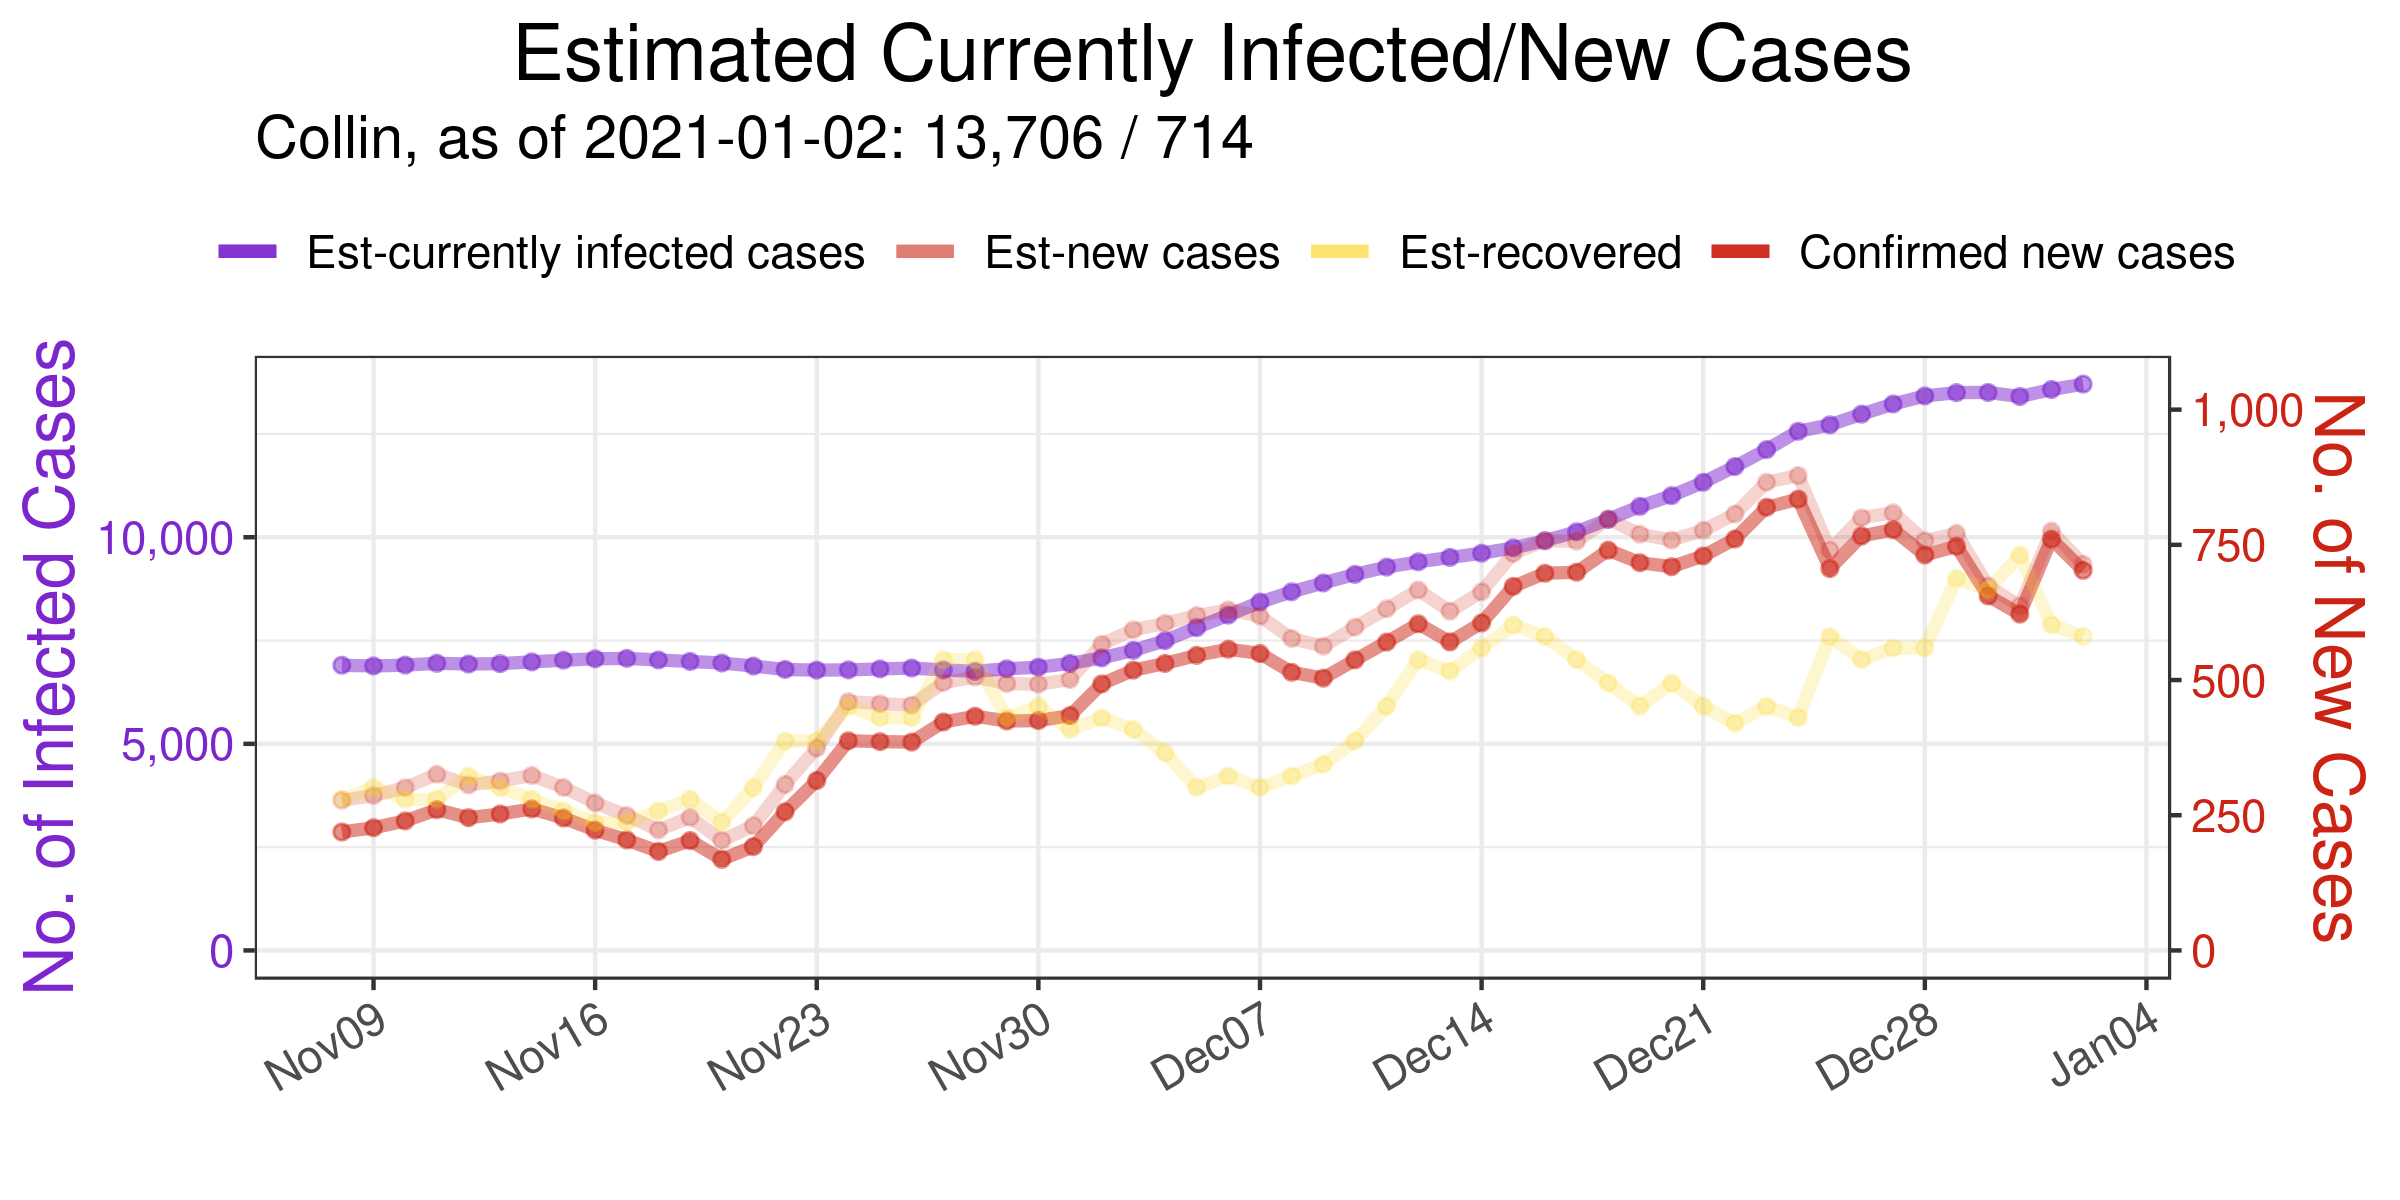 Estimated Currently Infected/New Cases
Collin, as of 2021-01-02: 13,706 / 714
Est-currently infected cases Est-new cases Est-recovered Confirmed new cases
No. of Infected Cases
10,000
5,000
0
1,000
750
500
250
0
No. of New Cases
Nov09 Nov16 Nov23 Nov30 Dec07 Dec14 Dec21 Dec28 Jan04